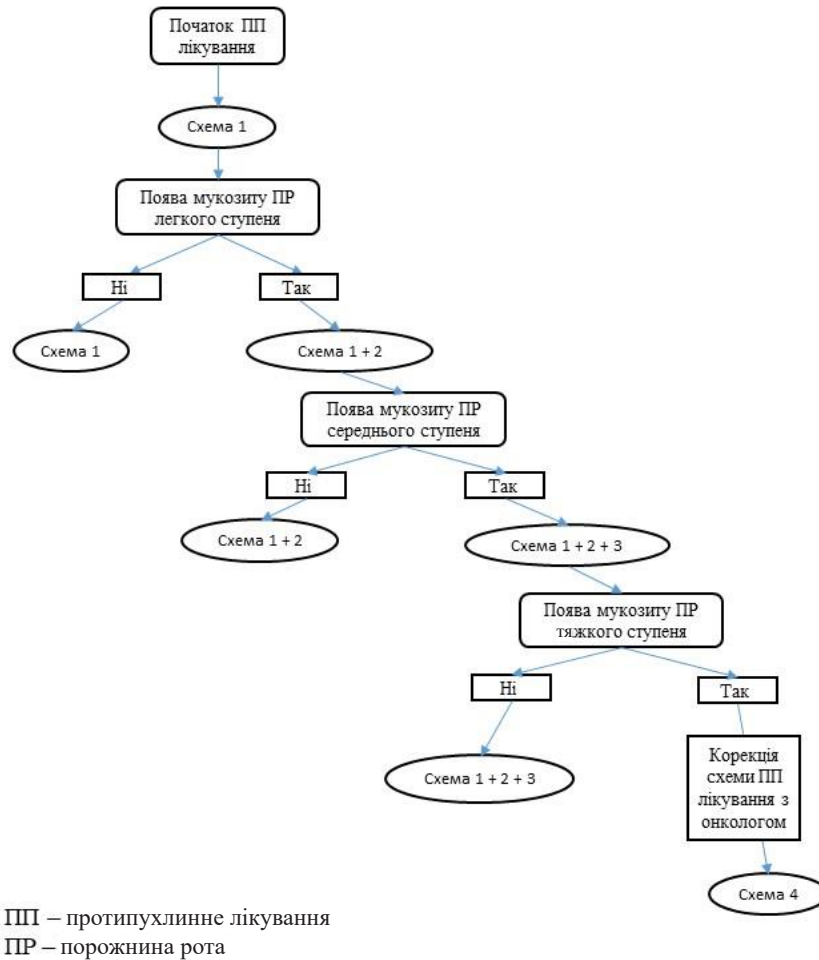 Початок ПП
лікування
Схема 1
Поява мукозиту ПР
легкого ступеня
Ні
Так
Схема 1
Схема 1 + 2
Поява мукозиту ПР
середнього ступеня
Ні
Так
Схема 1 + 2
Схема 1 + 2 + 3
Поява мукозиту ПР
тяжкого ступеня
Ні
Так
Схема 1 + 2 + 3
Корекція
схеми ПП
лікування з
онкологом
Схема 4
ПП – протипухлинне лікування
ПР – порожнина рота